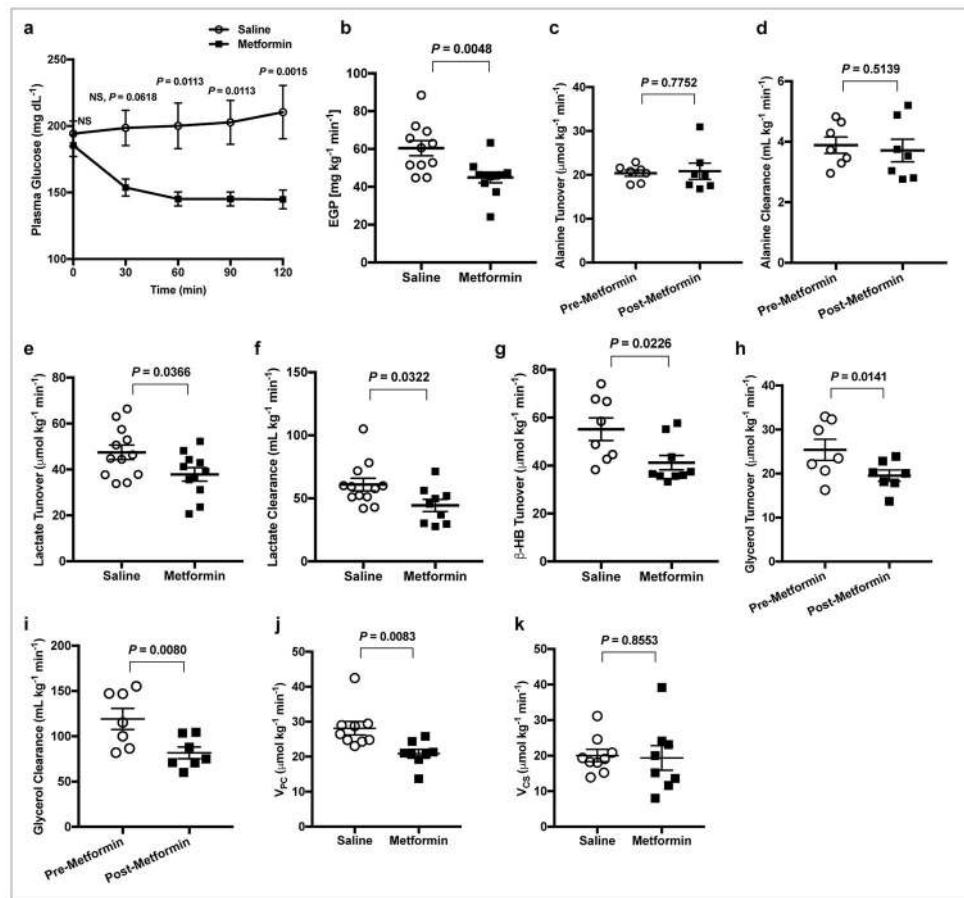 a
Saline
Metformin
Plasma Glucose (mg dL-1)
250
200
150
100
NS
NS, P = 0.0618
P = 0.0113
P = 0.0113
P = 0.0015
0
30
60
90
120
Time (min)
b
P = 0.0048
EGP [mg kg-1 min-1]
100
80
60
40
20
0
Saline
Metformin
c
P = 0.7752
Alanine Turnover (μmol kg-1 min-1)
40
30
20
10
0
Pre-Metformin
Post-Metformin
d
P = 0.5139
Alanine Clearance (mL kg-1 min-1)
6
4
2
0
Pre-Metformin
Post-Metformin
e
P = 0.0366
Lactate Turnover (μmol kg-1 min-1)
80
60
40
20
0
Saline
Metformin
f
P = 0.0322
Lactate Clearance (mL kg-1 min-1)
150
100
50
0
Saline
Metformin
g
P = 0.0226
β-HB Turnover (μmol kg-1 min-1)
80
60
40
20
0
Saline
Metformin
h
P = 0.0141
Glycerol Turnover (μmol kg-1 min-1)
40
30
20
10
0
Pre-Metformin
Post-Metformin
i
P = 0.0080
Glycerol Clearance (mL kg-1 min-1)
200
150
100
50
0
Pre-Metformin
Post-Metformin
j
P = 0.0083
VPC (μmol kg-1 min-1)
50
40
30
20
10
0
Saline
Metformin
k
P = 0.8553
VCS (μmol kg-1 min-1)
50
40
30
20
10
0
Saline
Metformin